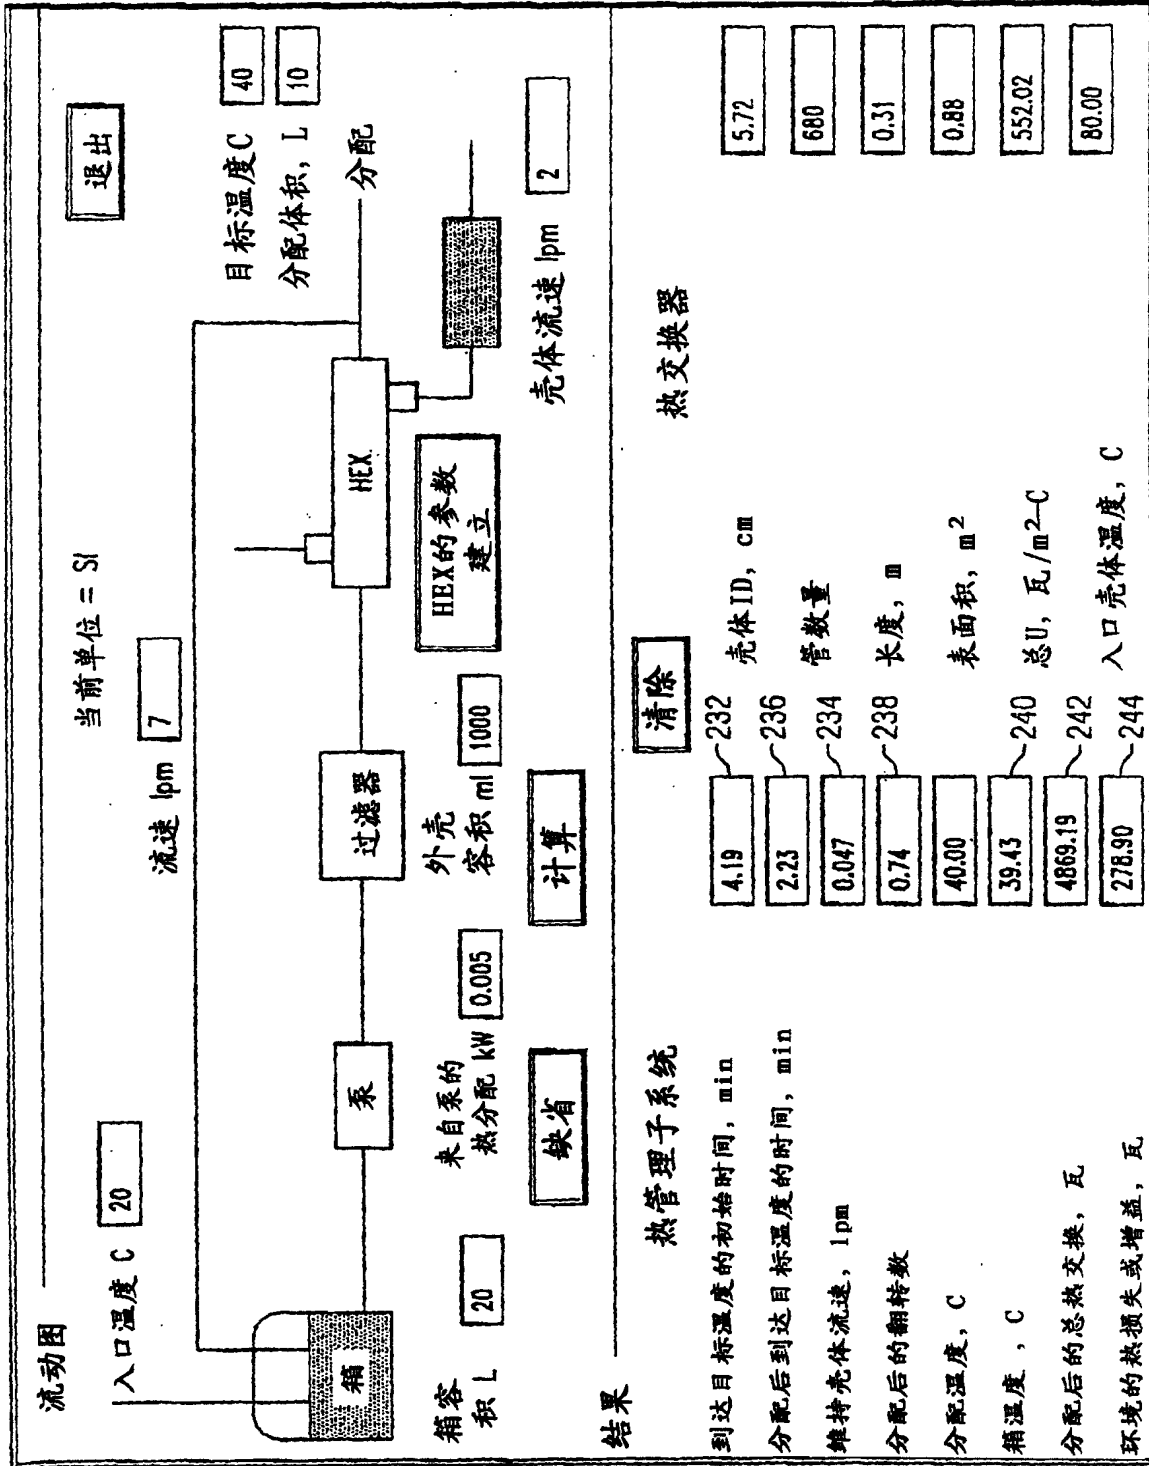 流动图
入口温度 C 20
当前单位 = SI
退出
流速 lpm 7
目标温度 C 40
分配体积, L 10
箱
泵
过滤器
HEX
分配
箱容
积 L 20
来自泵的
热分配 kW 0.005
外壳
容积 ml 1000
HEX的参数
建立
壳体流速 lpm 2
缺省
计算
清除
结果
热管理子系统
到达目标温度的初始时间, min 4.19 232
分配后到达目标温度的时间, min 2.23 236
维持壳体流速, lpm 0.047 234
分配后的翻转数 0.74 238
分配温度, C 40.00
箱温度, C 39.43 240
分配后的总热交换, 瓦 4869.19 242
环境的热损失或增益, 瓦 278.90 244
热交换器
壳体ID, cm 5.72
管数量 680
长度, m 0.31
表面积, m² 0.88
总U, 瓦/m²-C 552.02
入口壳体温度, C 80.00